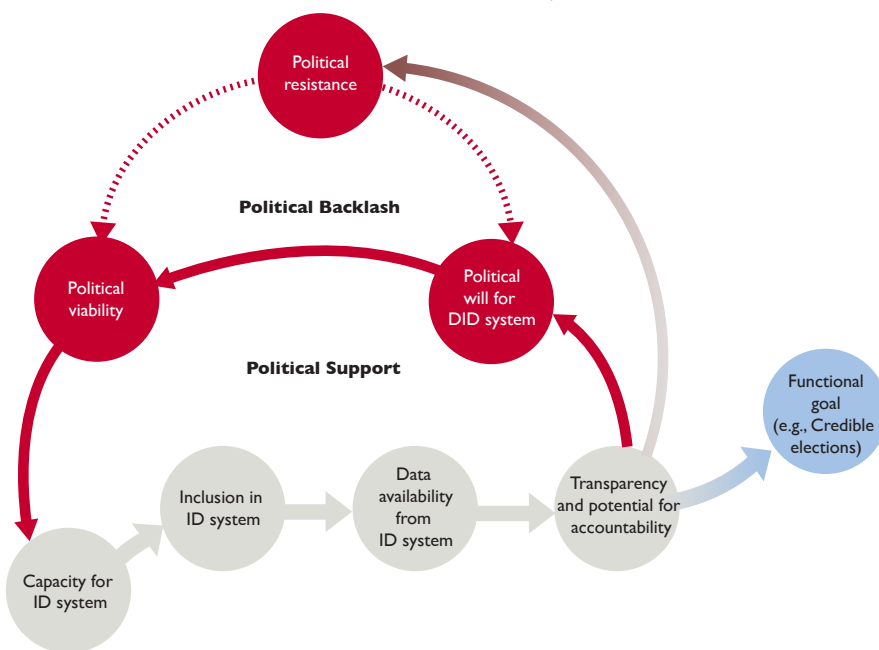 Political
resistance
Political Backlash
Political
viability
Political
will for
DID system
Political Support
Functional
goal
(e.g., Credible
elections)
Inclusion in
ID system
Data
availability
from
ID system
Transparency
and potential for
accountability
Capacity for
ID system